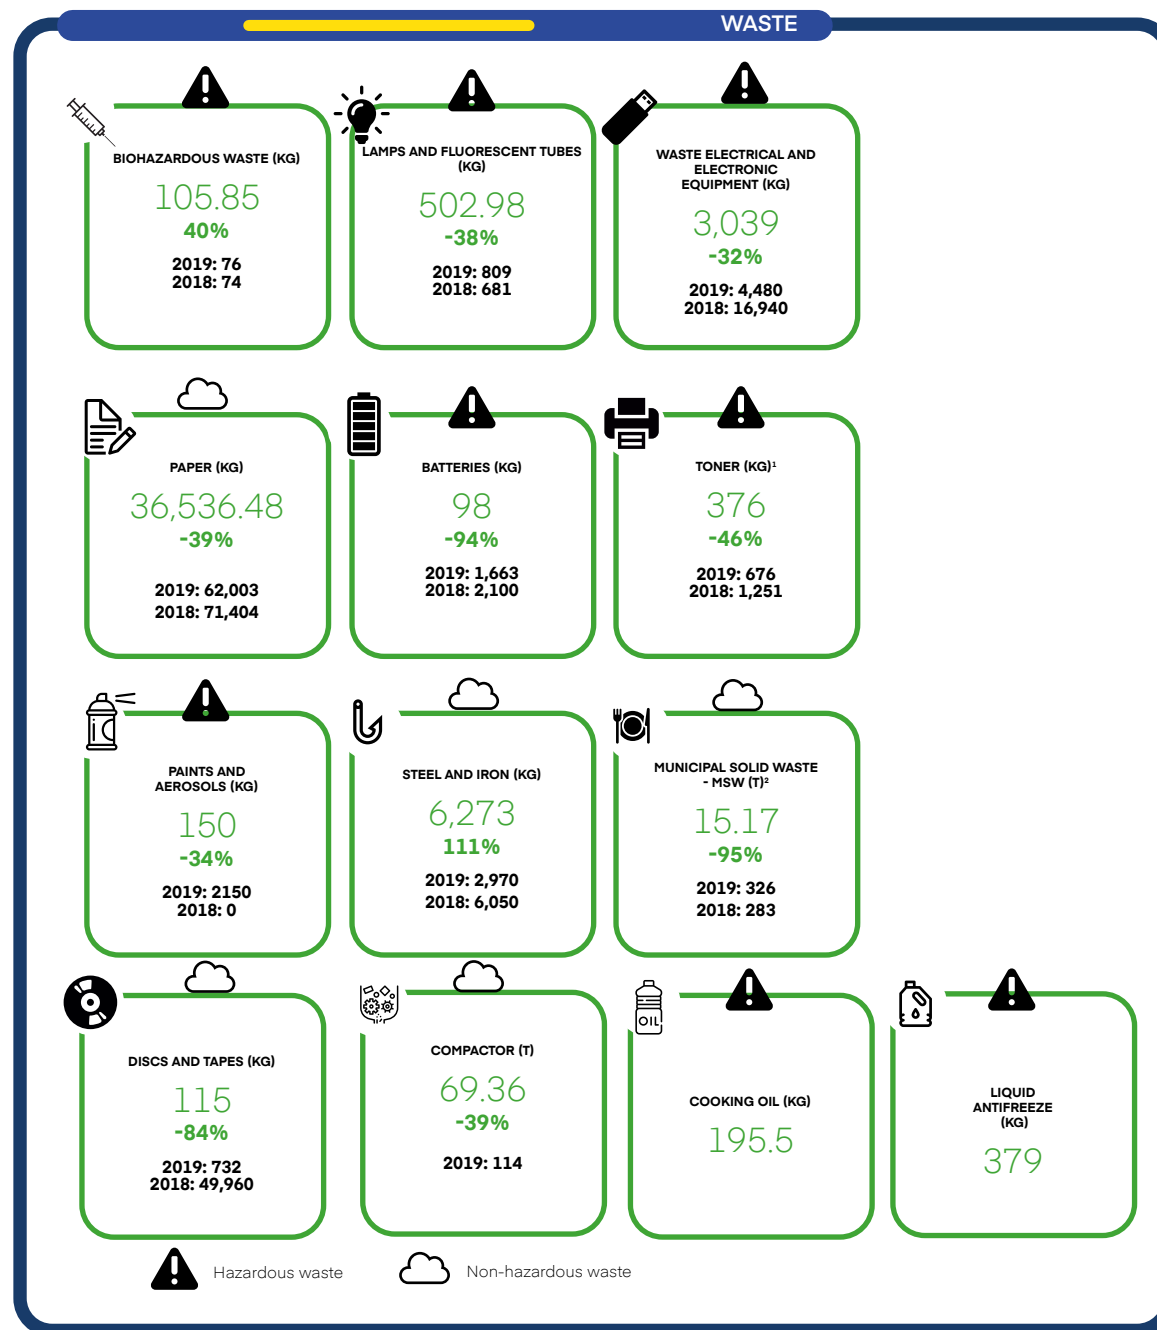 WASTE
BIOHAZARDOUS WASTE (KG)
105.85
40%
2019: 76
2018: 74
LAMPS AND FLUORESCENT TUBES
(KG)
502.98
-38%
2019: 809
2018: 681
WASTE ELECTRICAL AND
ELECTRONIC
EQUIPMENT (KG)
3,039
-32%
2019: 4,480
2018: 16,940
PAPER (KG)
36,536.48
-39%
2019: 62,003
2018: 71,404
BATTERIES (KG)
98
-94%
2019: 1,663
2018: 2,100
TONER (KG)¹
376
-46%
2019: 676
2018: 1,251
PAINTS AND
AEROSOLS (KG)
150
-34%
2019: 2150
2018: 0
STEEL AND IRON (KG)
6,273
111%
2019: 2,970
2018: 6,050
MUNICIPAL SOLID WASTE
- MSW (T)²
15.17
-95%
2019: 326
2018: 283
DISCS AND TAPES (KG)
115
-84%
2019: 732
2018: 49,960
COMPACTOR (T)
69.36
-39%
2019: 114
OIL
COOKING OIL (KG)
195.5
LIQUID
ANTIFREEZE
(KG)
379
Hazardous waste
Non-hazardous waste